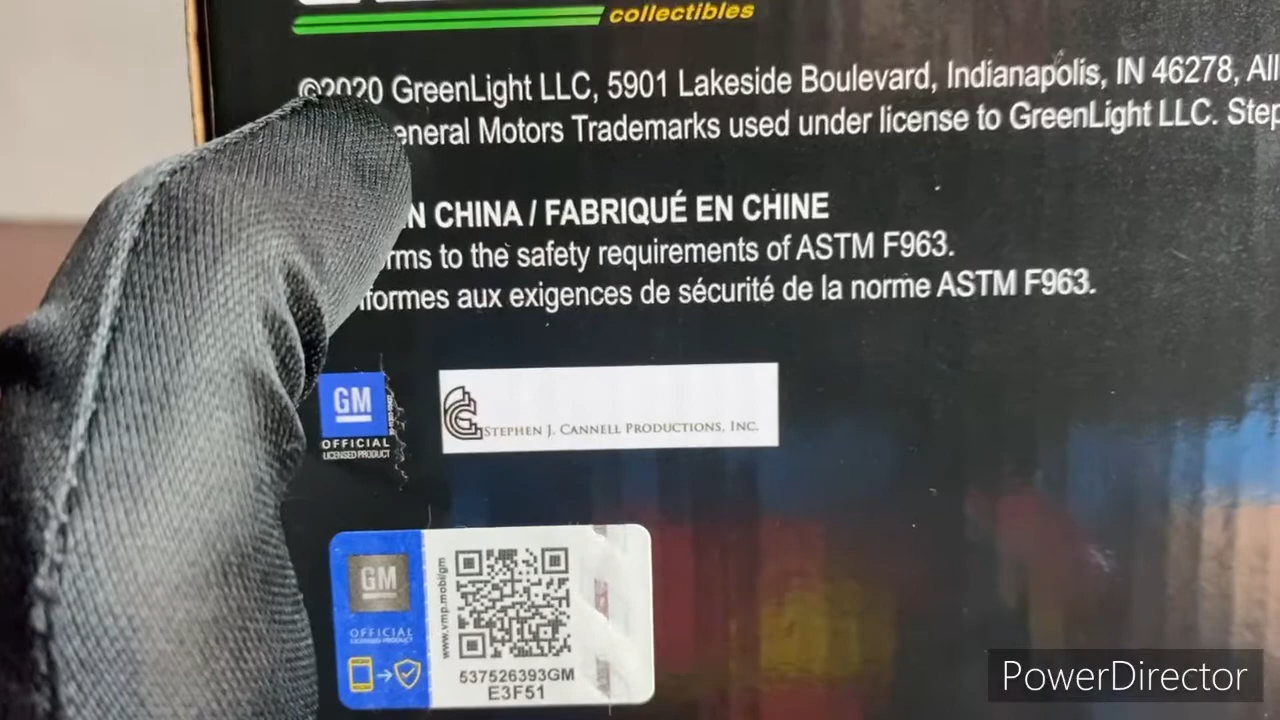 collectibles
©2020 GreenLight LLC, 5901 Lakeside Boulevard, Indianapolis, IN 46278, All
eneral Motors Trademarks used under license to GreenLight LLC. Step
N CHINA / FABRIQUÉ EN CHINE
rms to the safety requirements of ASTM F963.
formes aux exigences de sécurité de la norme ASTM F963.
GM
OFFICIAL
LICENSED PRODUCT
STEPHEN J. CANNELL PRODUCTIONS, INC.
GM
OFFICIAL
LICENSED PRODUCT
www.vmp.mobi/gm
537526393GM
E3F51
PowerDirector